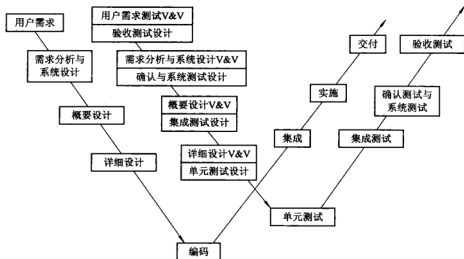 用户需求
需求分析与
系统设计
概要设计
详细设计
编码
用户需求测试V&V
验收测试设计
需求分析与系统设计V&V
确认与系统测试设计
概要设计V&V
集成测试设计
详细设计V&V
单元测试设计
单元测试
集成
实施
交付
集成测试
确认测试与
系统测试
验收测试